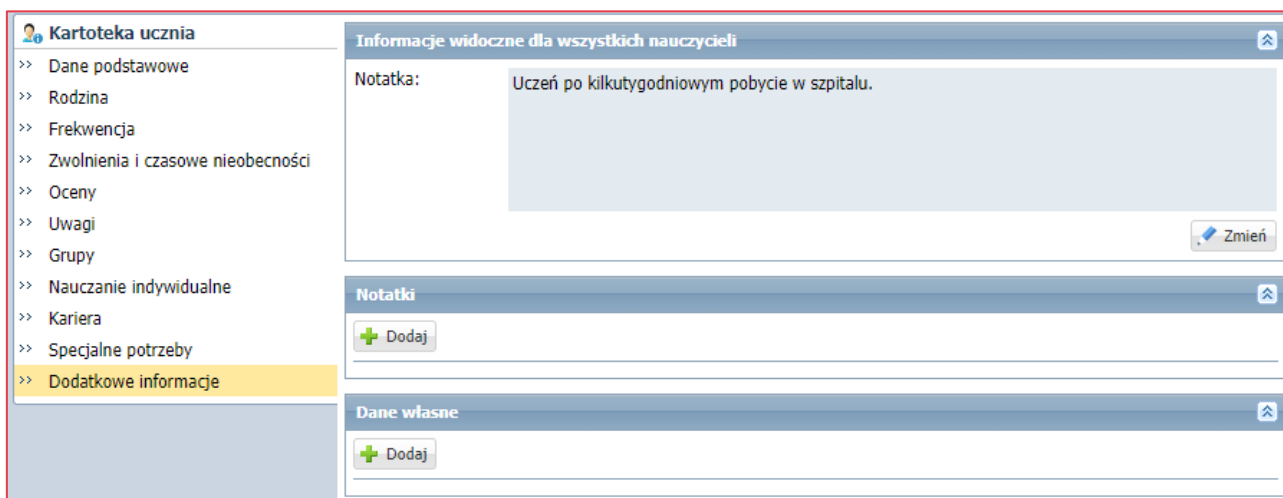 Kartoteka ucznia
Dane podstawowe
Rodzina
Frekwencja
Zwolnienia i czasowe nieobecności
Oceny
Uwagi
Grupy
Nauczanie indywidualne
Kariera
Specjalne potrzeby
Dodatkowe informacje
Informacje widoczne dla wszystkich nauczycieli
Notatka:
Uczeń po kilkutygodniowym pobycie w szpitalu.
Zmień
Notatki
Dodaj
Dane własne
Dodaj